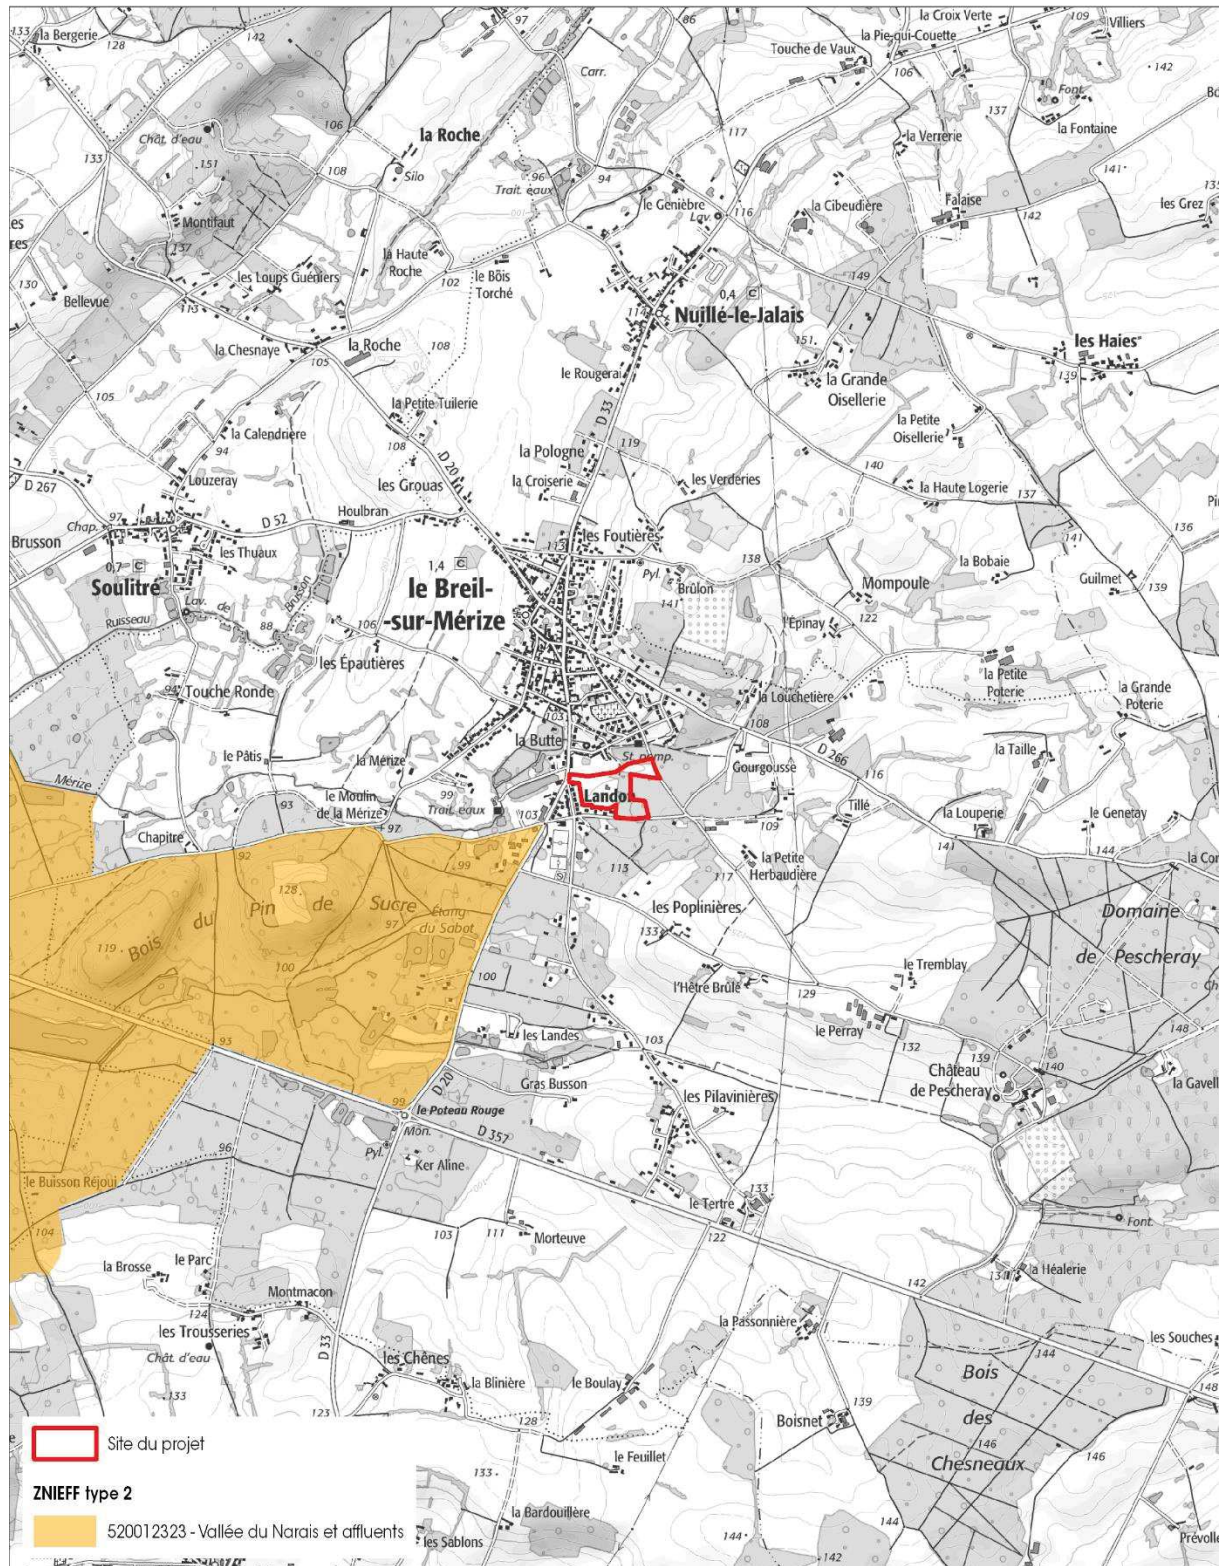 la Bergerie
133
128
142
97
86
la Croix Verte
109
Villiers
la Pie-qui-Couette
Touche de Vaux
106
142
Carr.
Font.
la Fontaine
137
117
la Verrerie
Chât. d'eau
106
la Roche
151
133
108
Silo
Trait. eaux
96
94
le Genièbre
Lav.
116
la Cibeudière
Falaise
141
142
les Grez
Montifaut
137
la Haute
Roche
les Loups Guéniers
le Bois
Torché
102
130
Bellevue
113
0,4 C
149
114
Nuillé-le-Jalais
la Roche
la Chesnaye
105
108
151
les Haies
139
le Rougerai
la Grande
Oisellerie
105
la Petite Tuilerie
D 33
la Petite
Oisellerie
la Calendrière
94
108
D 20
119
la Pologne
140
D 267
Louzeray
les Grouas
la Croiserie
les Verderies
la Haute Logerie
137
Chap.
97
D 52
Houlbran
136
Brusson
les Thuaux
113
les Foutières
138
141
la Bobaie
0,7 C
1,4 C
Pyl.
Brûlon
Mompoule
Guilmet
139
Soulitré
le Breil-
-sur-Mérize
141
Lav.
de
Brusson
Ruisseau
88
106
l'Épinay
122
les Épautières
la Petite
Poterie
94
Touche Ronde
la Louchetière
la Grande
Poterie
103
108
la Butte
D 266
le Pâtis
la Mérize
St. pomp.
Gourgousse
la Taille
Mérize
99
116
93
le Moulin
de la Mérize
Trait. eaux
Landon
Tillé
la Louperie
le Genetay
Chapitre
97
103
109
92
99
141
144
113
la Petite
Herbaudière
117
128
Bois du Pin de Sucre
119
97
Étang
du Sabot
les Poplinières
133
Domaine
de Pescheray
100
100
l'Hêtre Brûlé
129
le Tremblay
le Perray
132
148
93
les Landes
103
139
140
Château
de Pescheray
D 20
Gras Busson
99
le Poteau Rouge
les Pilavinières
Mon.
D 357
96
Pyl.
Ker Aline
le Buisson Réjoui
le Tertre
133
104
103
111
Morteuve
122
Font.
la Brosse
le Parc
142
la Héalerie
Montmacon
124
la Passonnière
les Trousseries
D 33
les Souches
Chât. d'eau
les Chênes
144
133
la Blinière
le Boulay
Bois
des
Chesneaux
148
123
128
139
Boisnet
146
146
le Feuillet
133
la Bardouillère
144
144
les Sablons
142
Prévolle
Site du projet
ZNIEFF type 2
520012323 - Vallée du Narais et affluents